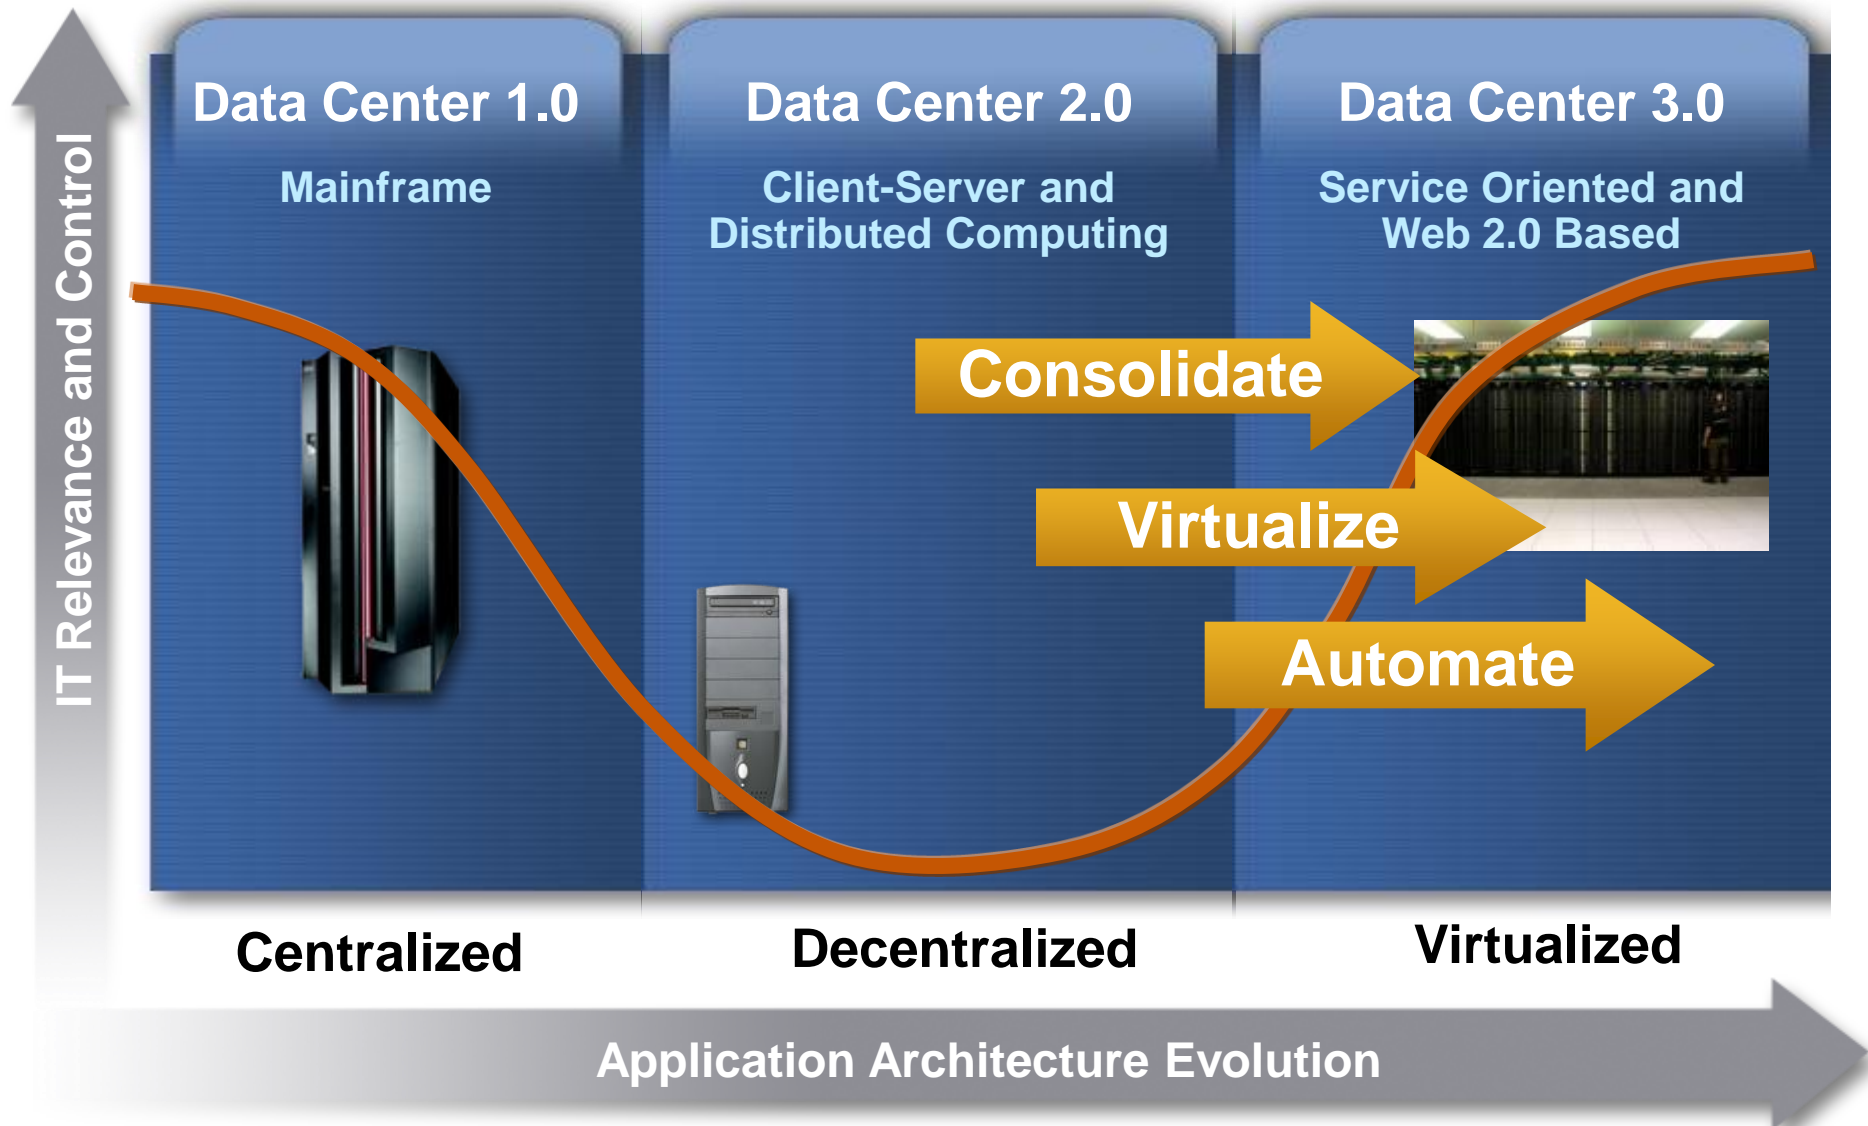 Data Center 1.0
Data Center 2.0
Data Center 3.0
Mainframe
Client-Server and
Distributed Computing
Service Oriented and
Web 2.0 Based
IT Relevance and Control
Consolidate
Virtualize
Automate
Centralized
Decentralized
Virtualized
Application Architecture Evolution